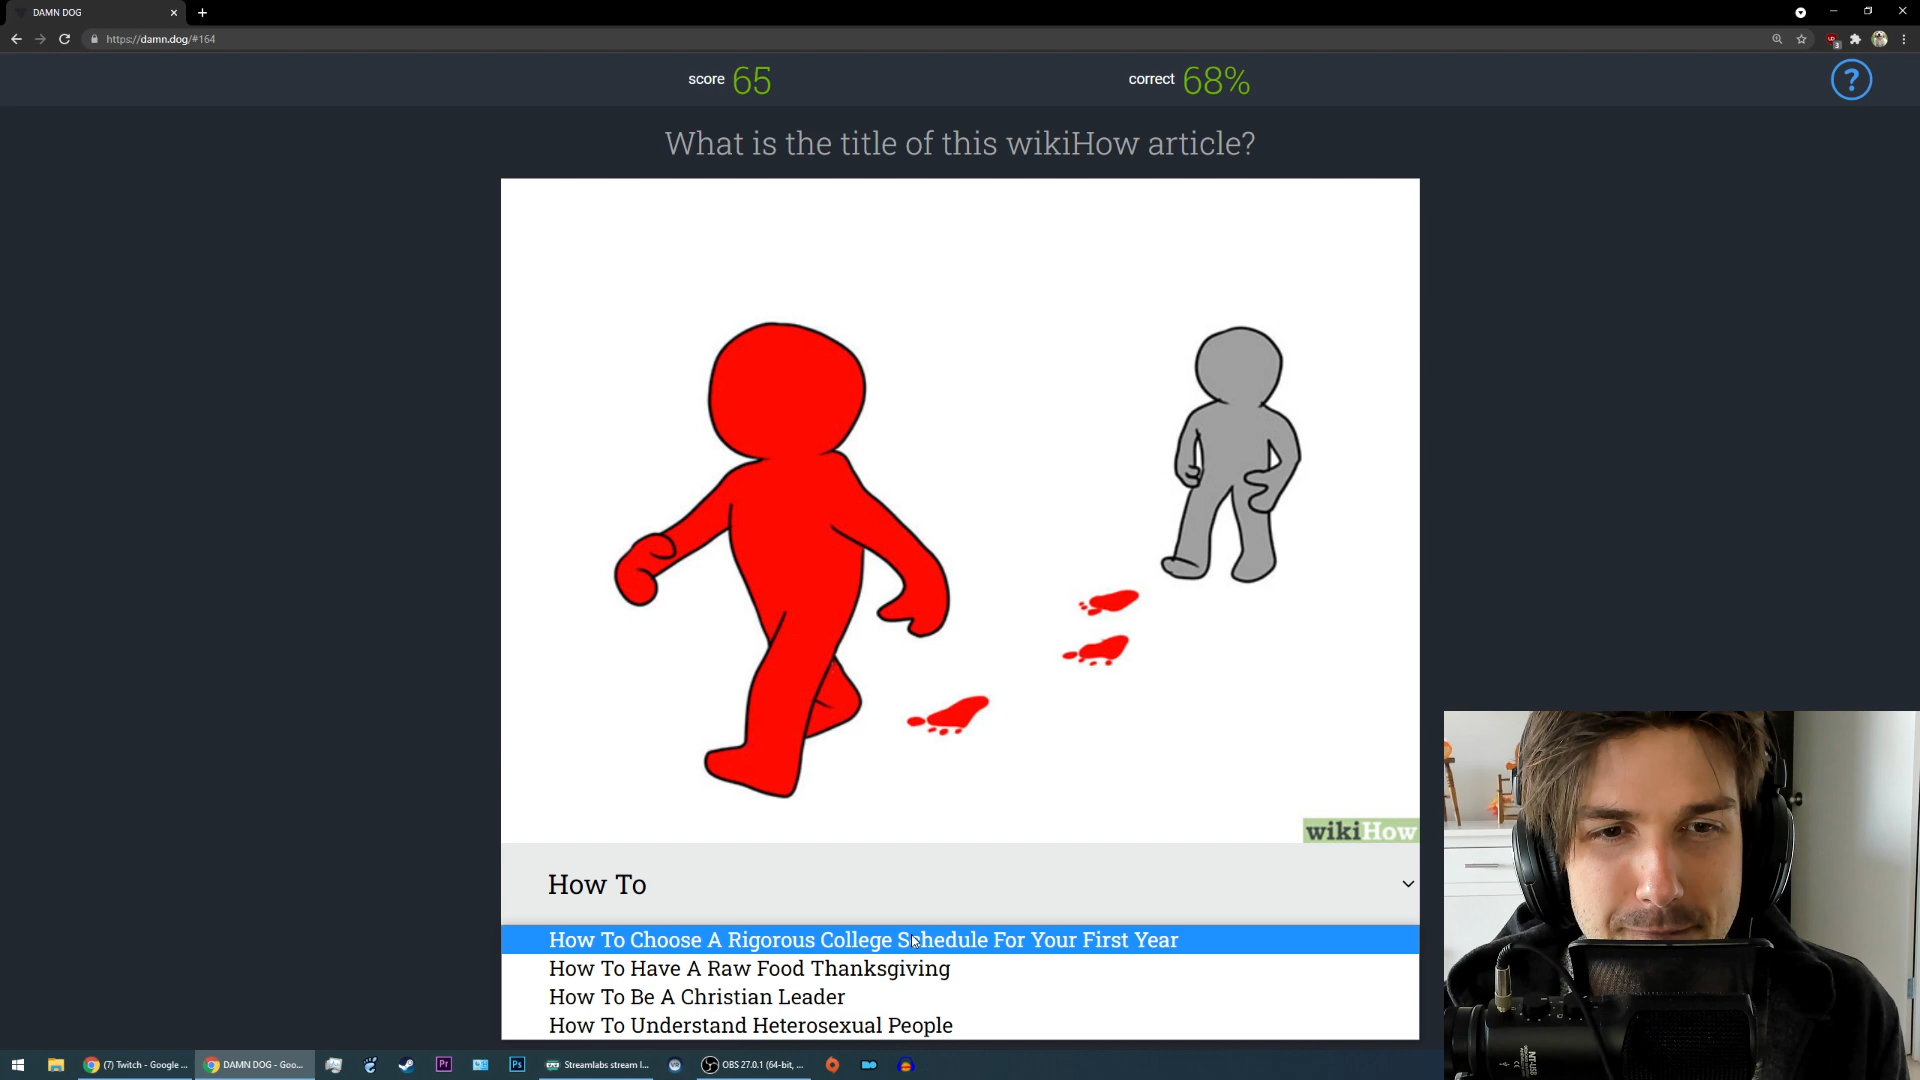 DAMN DOG
https://damn.dog/#164
score 65
correct 68%
?
What is the title of this wikiHow article?
wikiHow
How To
How To Choose A Rigorous College Schedule For Your First Year
How To Have A Raw Food Thanksgiving
How To Be A Christian Leader
How To Understand Heterosexual People
(7) Twitch - Google ...
DAMN DOG - Goo...
Pr
Ps
Streamlabs stream l...
OBS 27.0.1 (64-bit, ...